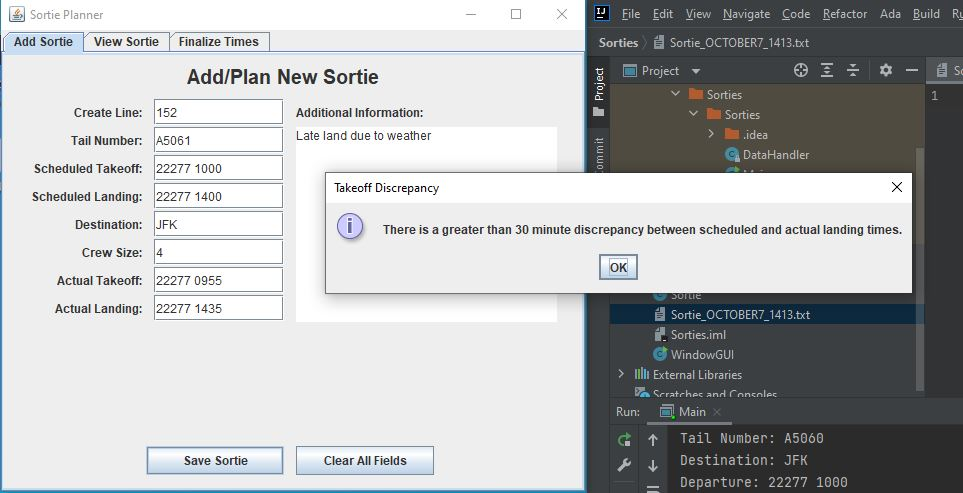 Sortie Planner
Add Sortie View Sortie Finalize Times
Add/Plan New Sortie
Create Line: 152
Tail Number: A5061
Scheduled Takeoff: 22277 1000
Scheduled Landing: 22277 1400
Destination: JFK
Crew Size: 4
Actual Takeoff: 22277 0955
Actual Landing: 22277 1435
Additional Information:
Late land due to weather
Save Sortie Clear All Fields
Takeoff Discrepancy
There is a greater than 30 minute discrepancy between scheduled and actual landing times.
OK
IJ File Edit View Navigate Code Refactor Ada Build R
Sorties Sortie_OCTOBER7_1413.txt
Project
Commit
Project
So
1
Sorties
Sorties
.idea
DataHandler
Sortie
Sortie_OCTOBER7_1413.txt
Sorties.iml
WindowGUI
External Libraries
Scratches and Consoles
Run: Main
Tail Number: A5060
Destination: JFK
Departure: 22277 1000